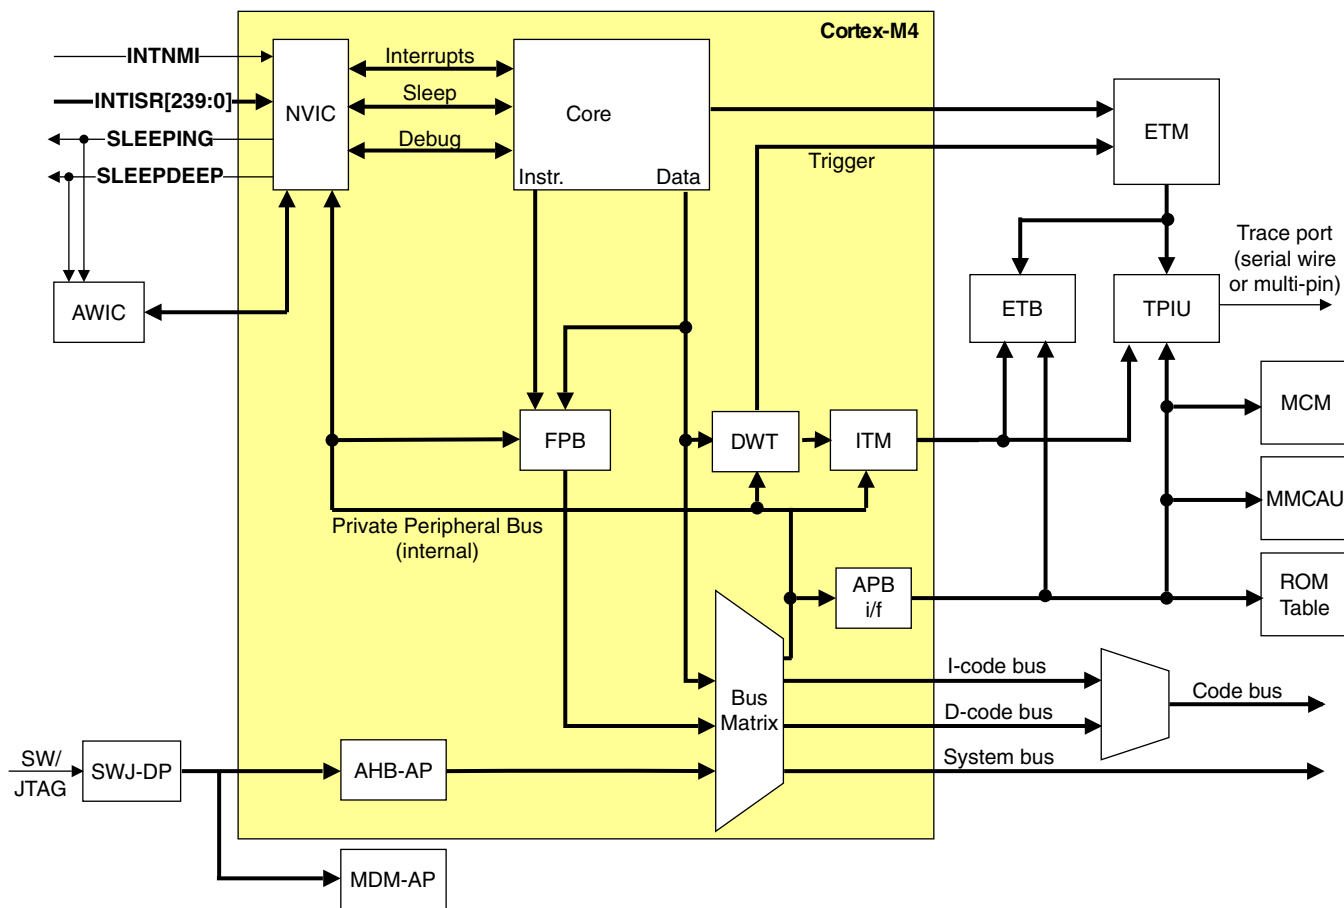 Cortex-M4
INTNMI
INTISR[239:0]
SLEEPING
SLEEPDEEP
NVIC
Interrupts
Sleep
Debug
Core
Instr.
Data
ETM
Trigger
Trace port
(serial wire
or multi-pin)
AWIC
ETB
TPIU
MCM
FPB
DWT
ITM
MMCAU
Private Peripheral Bus
(internal)
APB
i/f
ROM
Table
I-code bus
Code bus
Bus
Matrix
D-code bus
System bus
SW/
JTAG
SWJ-DP
AHB-AP
MDM-AP